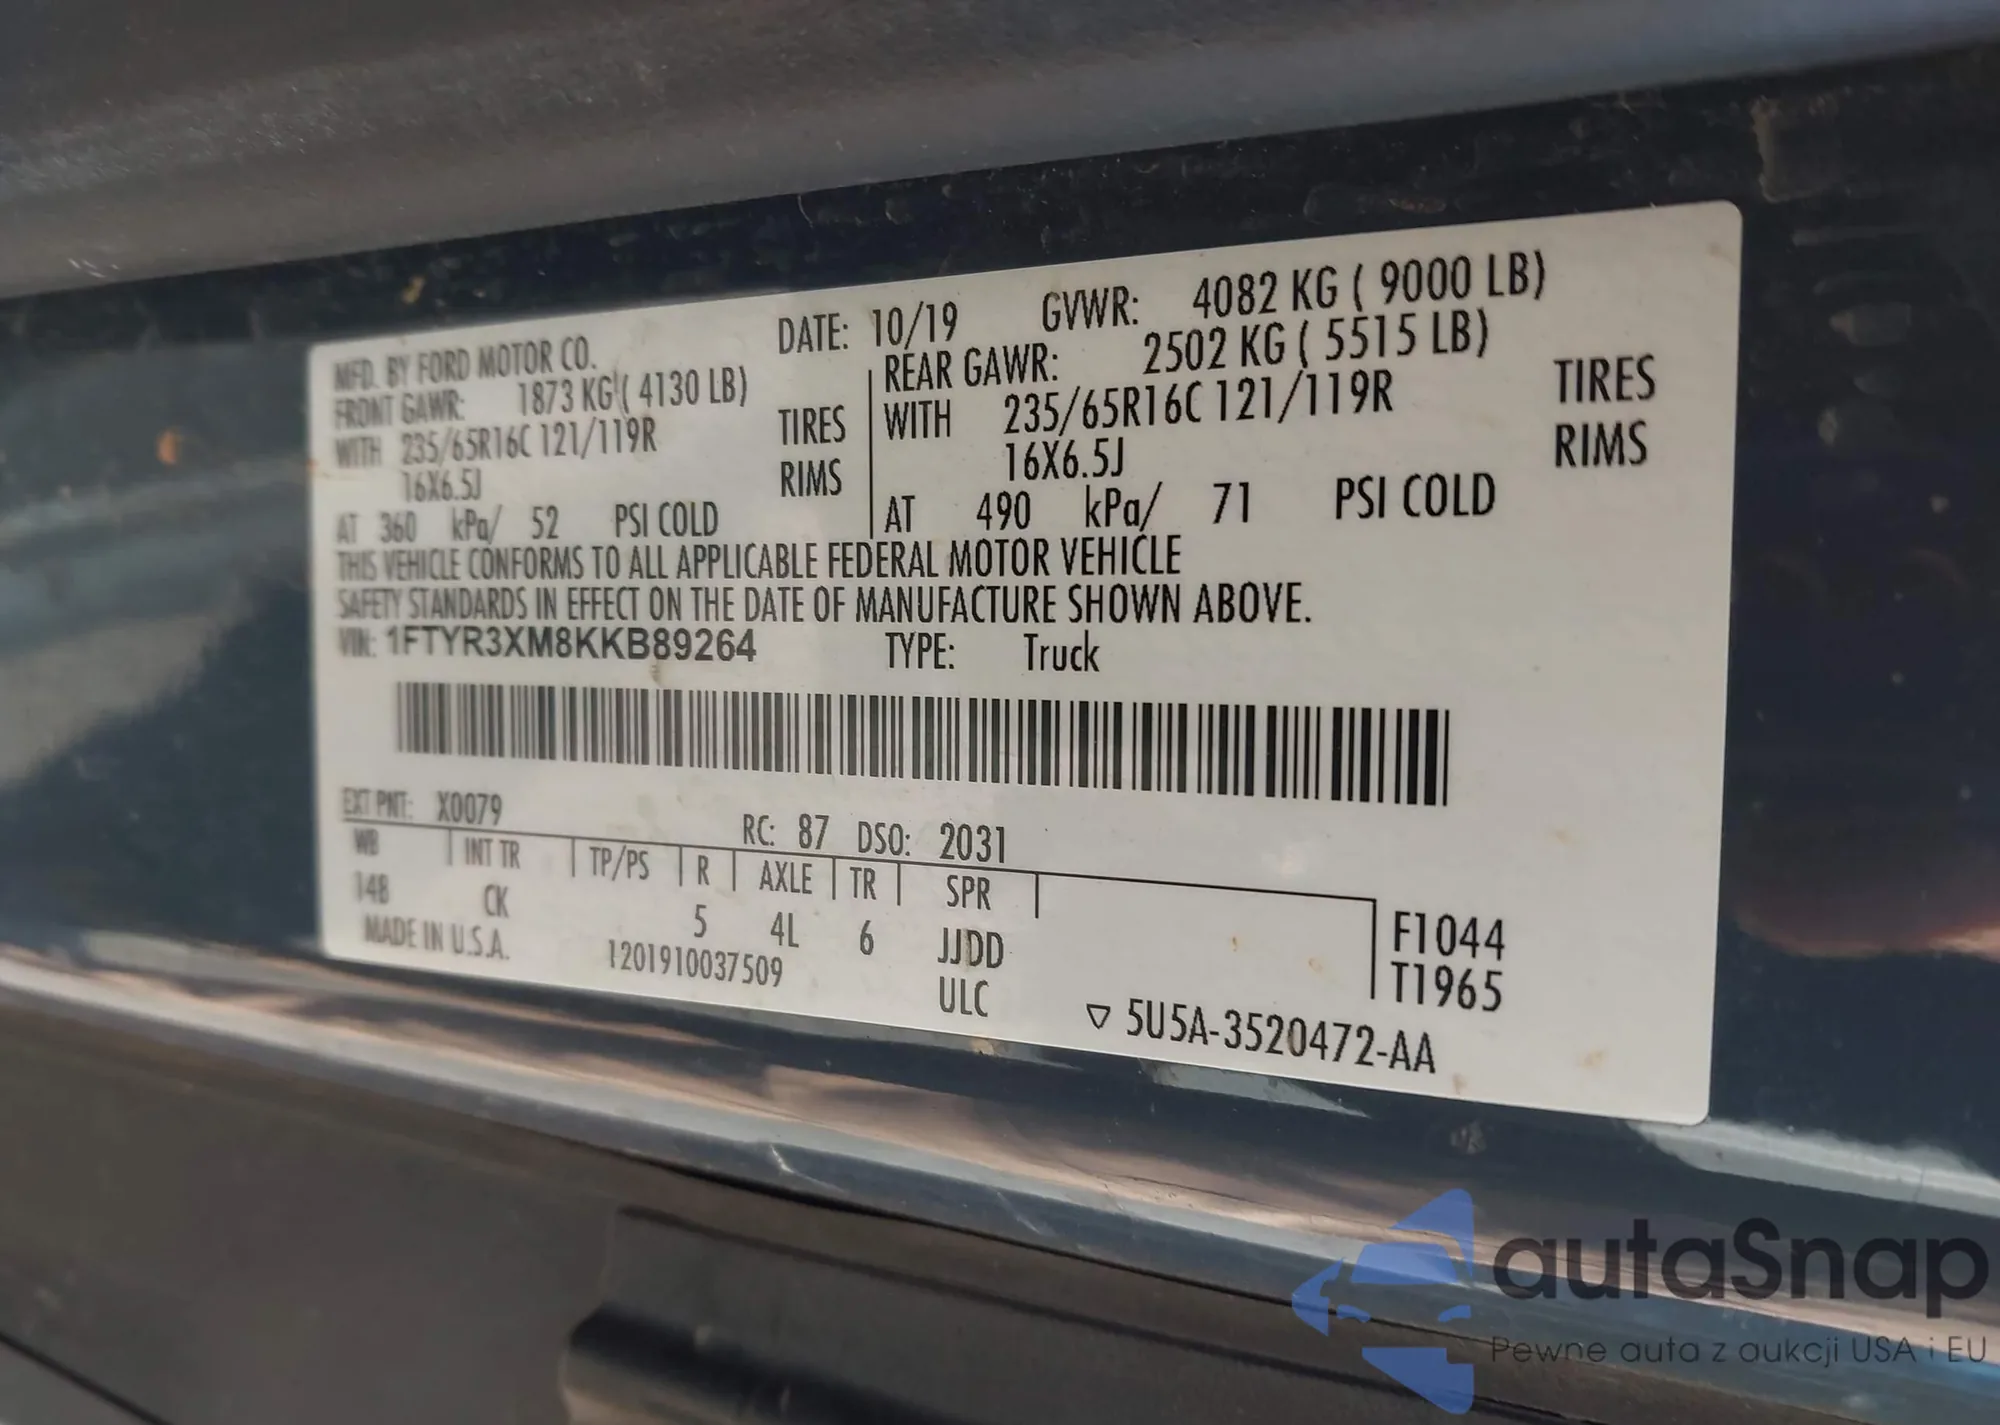 MFD. BY FORD MOTOR CO. DATE: 10/19 GVWR: 4082 KG ( 9000 LB)
FRONT GAWR: 1873 KG ( 4130 LB) REAR GAWR: 2502 KG ( 5515 LB)
WITH 235/65R16C 121/119R TIRES WITH 235/65R16C 121/119R TIRES
16X6.5J RIMS 16X6.5J RIMS
AT 360 kPa/ 52 PSI COLD AT 490 kPa/ 71 PSI COLD
THIS VEHICLE CONFORMS TO ALL APPLICABLE FEDERAL MOTOR VEHICLE
SAFETY STANDARDS IN EFFECT ON THE DATE OF MANUFACTURE SHOWN ABOVE.
VIN: 1FTYR3XM8KKB89264 TYPE: Truck
EXT PNT: X0079 RC: 87 DSO: 2031
WB INT TR TP/PS R AXLE TR SPR
148 CK 5 4L 6 JJDD F1044
MADE IN U.S.A. 1201910037509 ULC T1965
▽ 5U5A-3520472-AA
autaSnap
Pewne auta z aukcji USA i EU